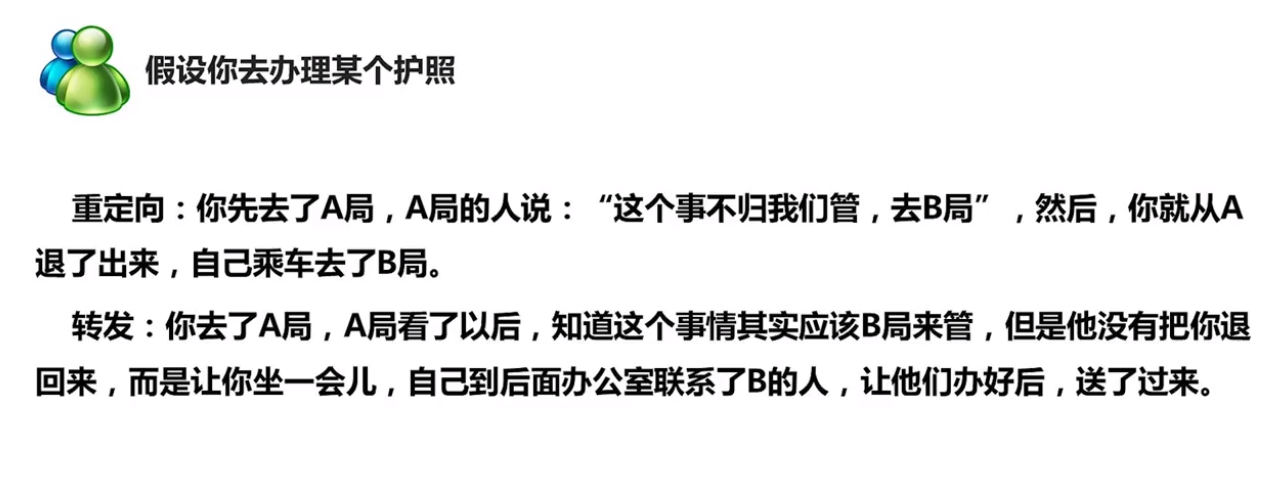 假设你去办理某个护照
重定向：你先去了A局，A局的人说：“这个事不归我们管，去B局”，然后，你就从A
退了出来，自己乘车去了B局。
转发：你去了A局，A局看了以后，知道这个事情其实应该B局来管，但是他没有把你退
回来，而是让你坐一会儿，自己到后面办公室联系了B的人，让他们办好后，送了过来。